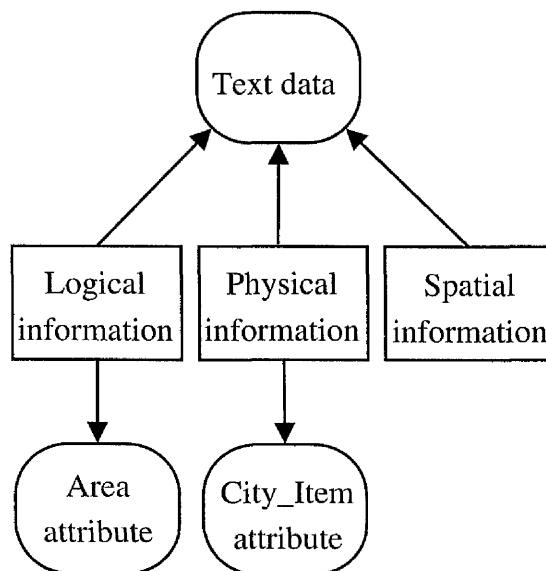 Text data
Logical
information
Physical
information
Spatial
information
Area
attribute
City_Item
attribute